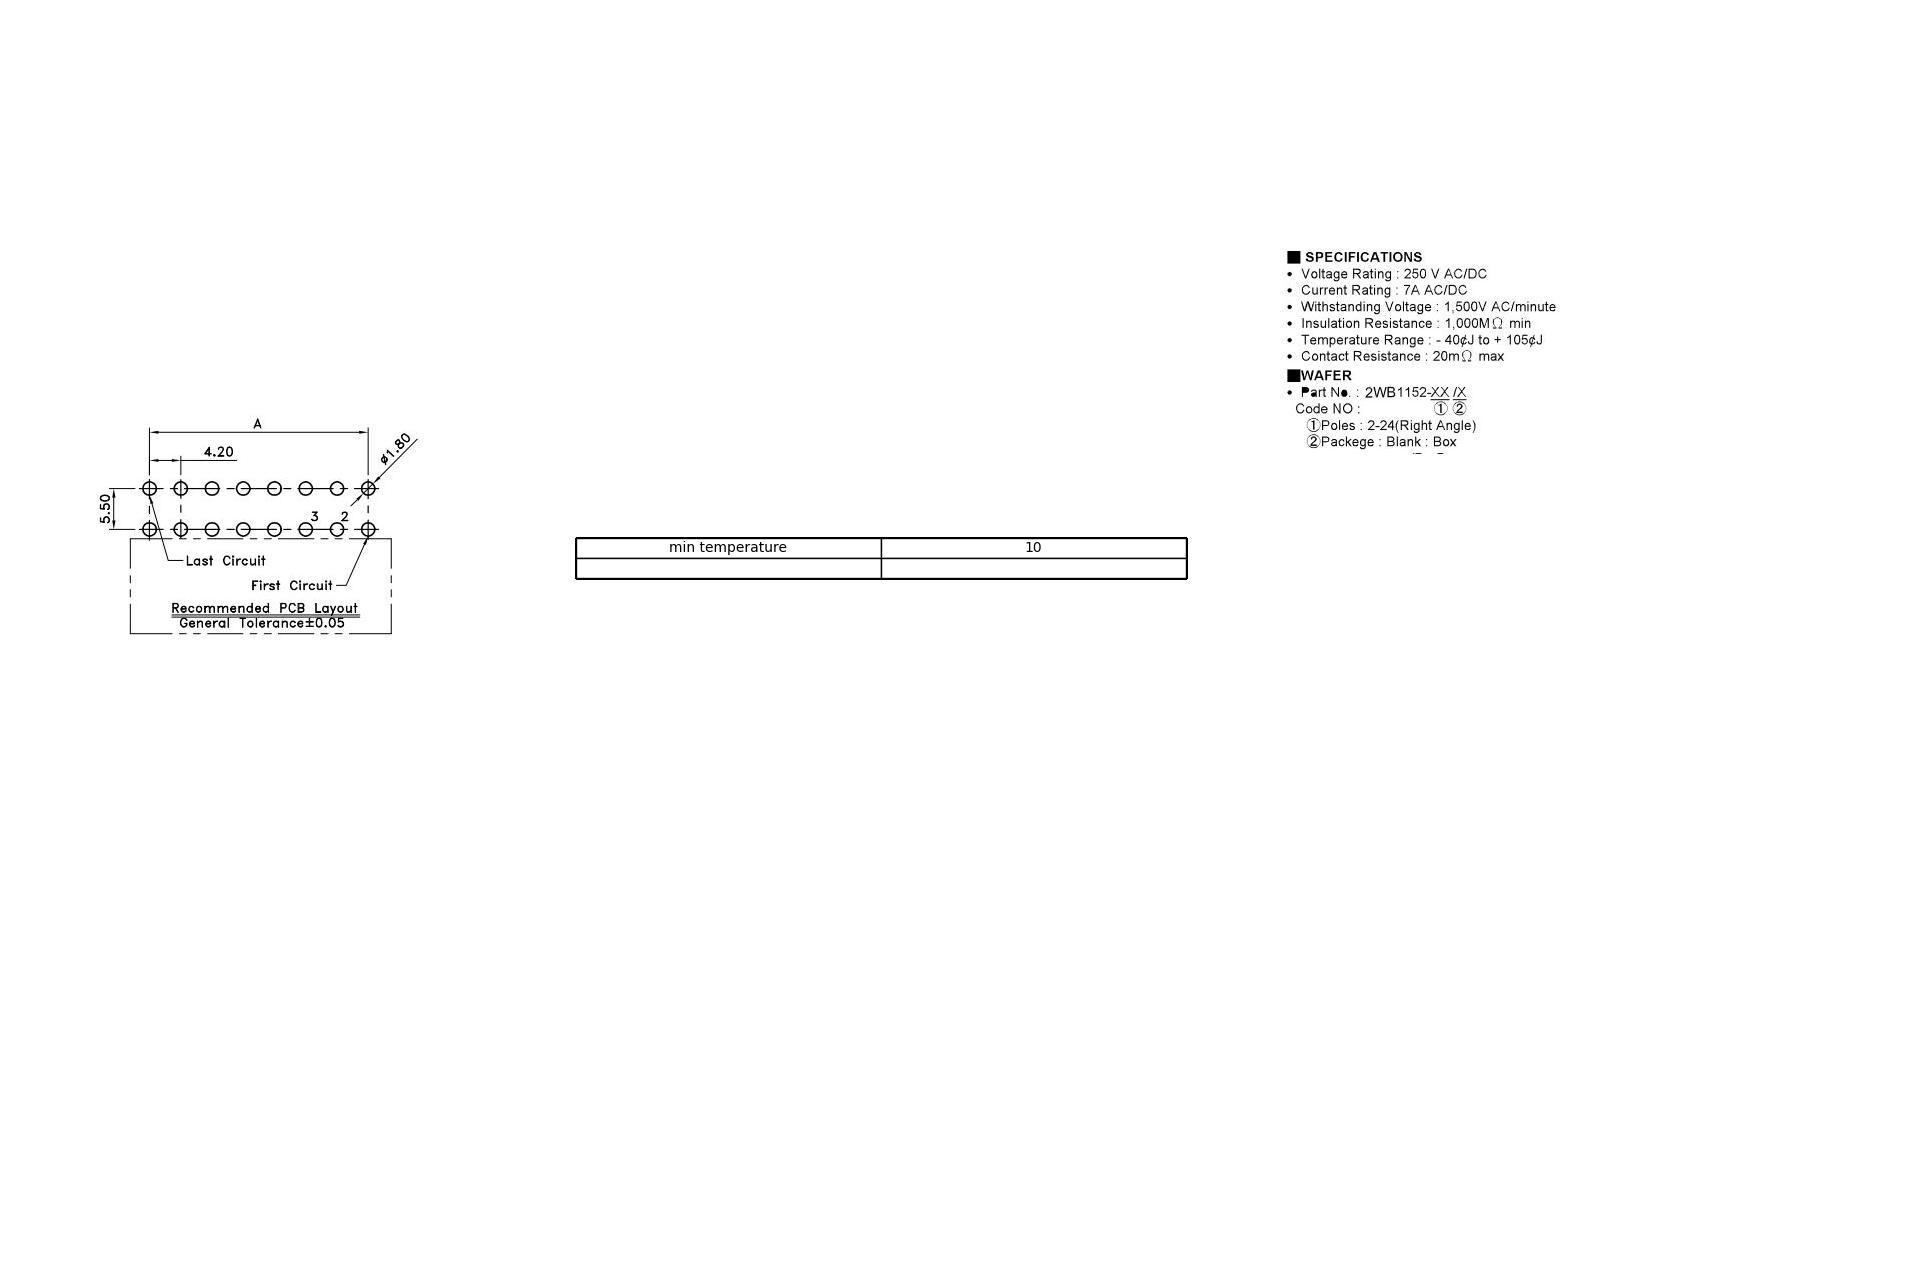 A
4.20
ø1.80
5.50
3 2
Last Circuit
First Circuit
Recommended PCB Layout
General Tolerance±0.05
min temperature 10
■ SPECIFICATIONS
• Voltage Rating : 250 V AC/DC
• Current Rating : 7A AC/DC
• Withstanding Voltage : 1,500V AC/minute
• Insulation Resistance : 1,000MΩ min
• Temperature Range : - 40¢J to + 105¢J
• Contact Resistance : 20mΩ max
■WAFER
• Part No. : 2WB1152-XX /X
Code NO : ① ②
①Poles : 2-24(Right Angle)
②Packege : Blank : Box